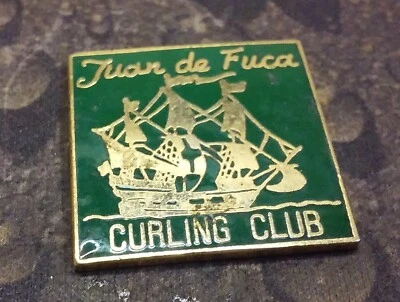 Juan de Fuca
CURLING CLUB